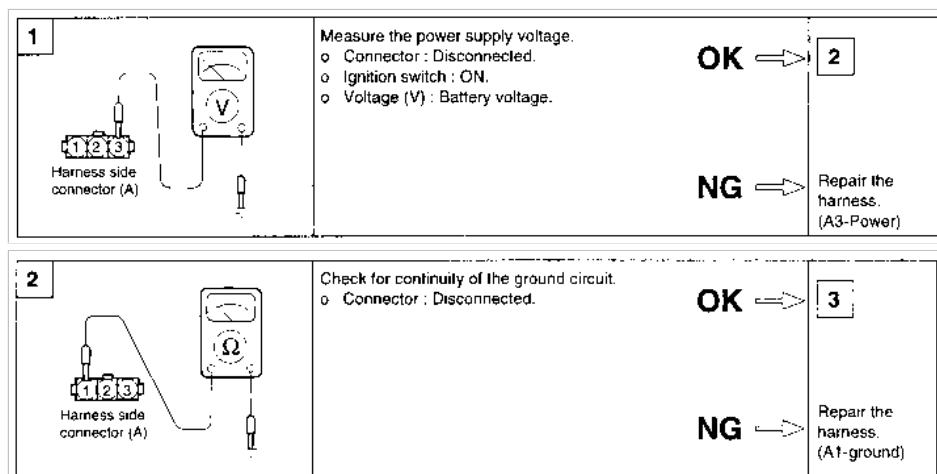 1
V
1 2 3
Harness side
connector (A)
Measure the power supply voltage.
o Connector : Disconnected.
o Ignition switch : ON.
o Voltage (V) : Battery voltage.
OK
2
NG
Repair the
harness.
(A3-Power)
2
Ω
1 2 3
Harness side
connector (A)
Check for continuity of the ground circuit.
o Connector : Disconnected.
OK
3
NG
Repair the
harness.
(A1-ground)